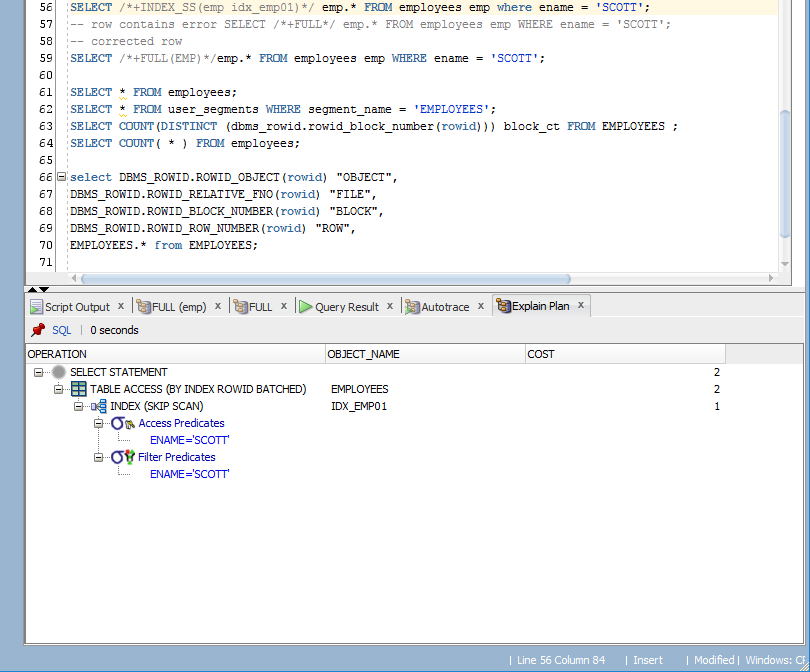 56 SELECT /*+INDEX_SS(emp idx_emp01)*/ emp.* FROM employees emp where ename = 'SCOTT';
57 -- row contains error SELECT /*+FULL*/ emp.* FROM employees emp WHERE ename = 'SCOTT';
58 -- corrected row
59 SELECT /*+FULL(EMP)*/emp.* FROM employees emp WHERE ename = 'SCOTT';
60
61 SELECT * FROM employees;
62 SELECT * FROM user_segments WHERE segment_name = 'EMPLOYEES';
63 SELECT COUNT(DISTINCT (dbms_rowid.rowid_block_number(rowid))) block_ct FROM EMPLOYEES ;
64 SELECT COUNT( * ) FROM employees;
65
66 select DBMS_ROWID.ROWID_OBJECT(rowid) "OBJECT",
67 DBMS_ROWID.ROWID_RELATIVE_FNO(rowid) "FILE",
68 DBMS_ROWID.ROWID_BLOCK_NUMBER(rowid) "BLOCK",
69 DBMS_ROWID.ROWID_ROW_NUMBER(rowid) "ROW",
70 EMPLOYEES.* from EMPLOYEES;
71
Script Output x FULL (emp) x FULL x Query Result x Autotrace x Explain Plan x
SQL | 0 seconds
OPERATION OBJECT_NAME COST
SELECT STATEMENT 2
TABLE ACCESS (BY INDEX ROWID BATCHED) EMPLOYEES 2
INDEX (SKIP SCAN) IDX_EMP01 1
Access Predicates
ENAME='SCOTT'
Filter Predicates
ENAME='SCOTT'
| Line 56 Column 84 | Insert | Modified | Windows: